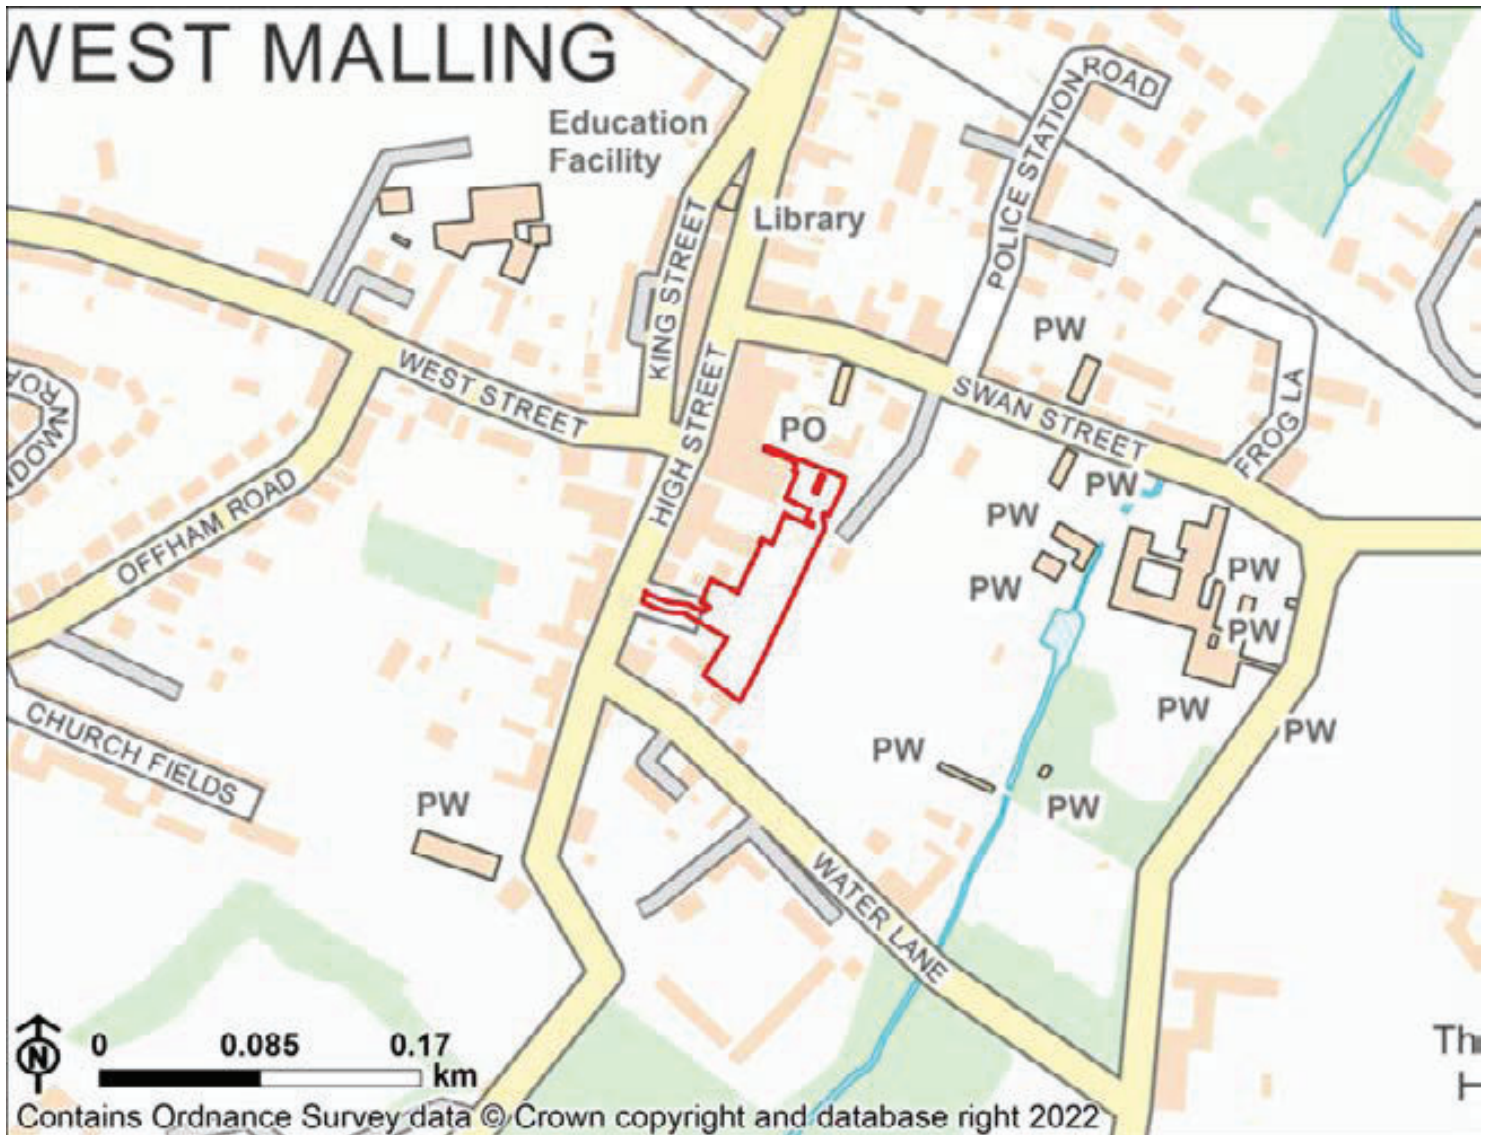 WEST MALLING
Education
Facility
Library
KING STREET
POLICE STATION
ROAD
PW
WEST STREET
HIGH STREET
PO
SWAN STREET
FROG LA
PW
PW
PW
OFFHAM ROAD
PW
PW
PW
PW
CHURCH FIELDS
PW
PW
PW
WATER LANE
N
0 0.085 0.17
km
Contains Ordnance Survey data © Crown copyright and database right 2022